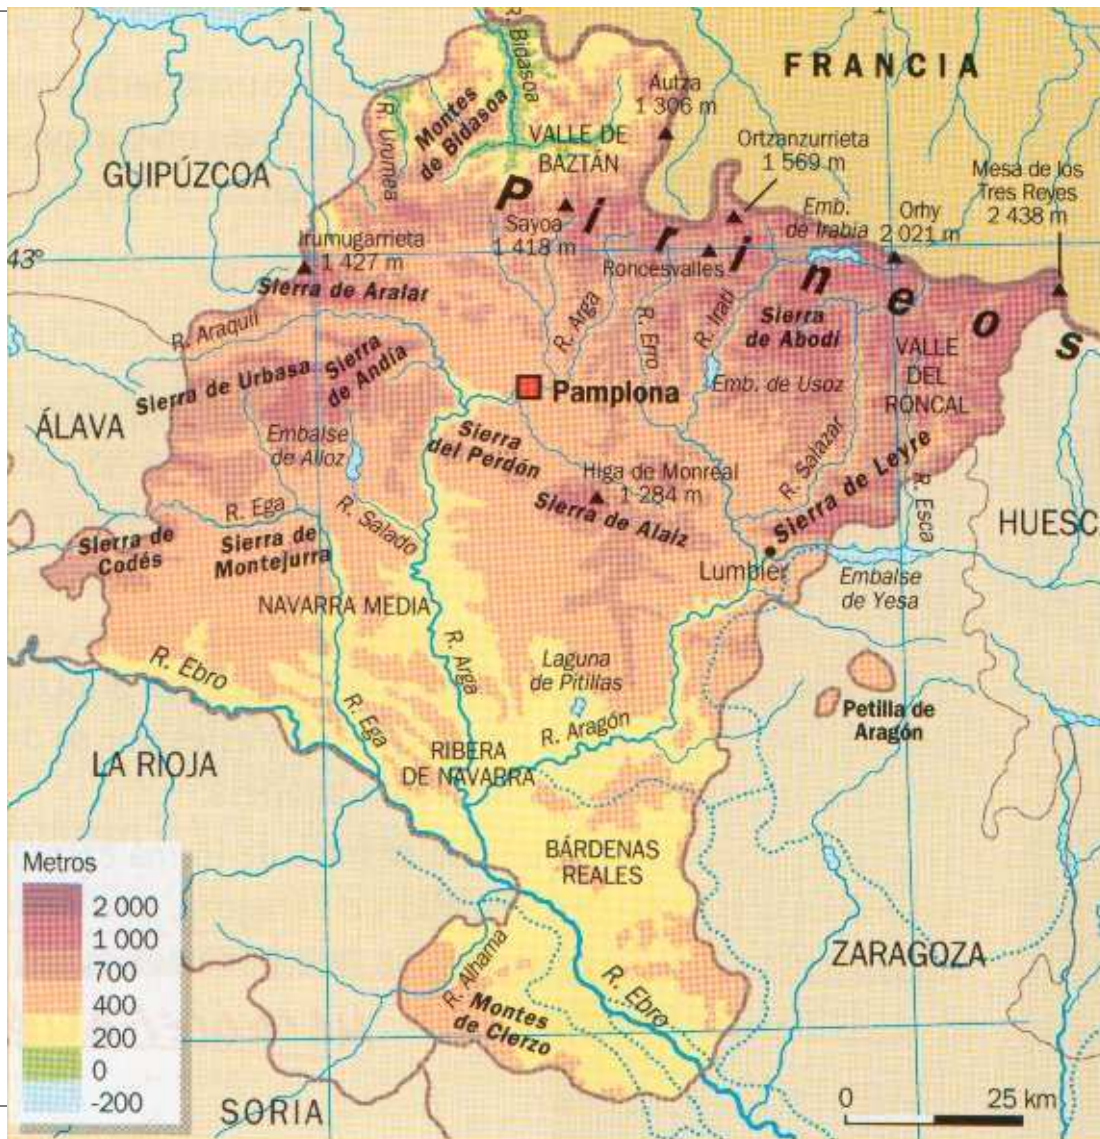 2
1
FRANCIA
R. Bidasoa
Autza
1 306 m
Montes
de Bidasoa
R. Urumea
VALLE DE
BAZTÁN
Ortzanzurrieta
1 569 m
Mesa de los
Tres Reyes
2 438 m
GUIPÚZCOA
Pirineos
Sayoa
1 418 m
Emb.
de Irabia
Orhy
2 021 m
Irumugarrieta
1 427 m
43°
Roncesvalles
Sierra de Aralar
R. Araquil
R. Arga
R. Erro
R. Irati
Sierra
de Abodi
Sierra de Urbasa
Sierra
de Andía
VALLE
DEL
RONCAL
Emb. de Usoz
Pamplona
ÁLAVA
Embalse
de Alloz
Sierra
del Perdón
R. Salazar
Higa de Monreal
1 284 m
Sierra de Leyre
R. Esca
R. Ega
R. Salado
Sierra de Alaiz
HUESC
Sierra de
Codés
Sierra de
Montejurra
Lumbier
Embalse
de Yesa
NAVARRA MEDIA
R. Ebro
R. Arga
Laguna
de Pitillas
R. Ega
R. Aragón
Petilla de
Aragón
LA RIOJA
RIBERA
DE NAVARRA
BÁRDENAS
REALES
Metros
2 000
1 000
700
400
200
0
-200
R. Alhama
ZARAGOZA
R. Ebro
Montes
de Cierzo
SORIA
0 25 km